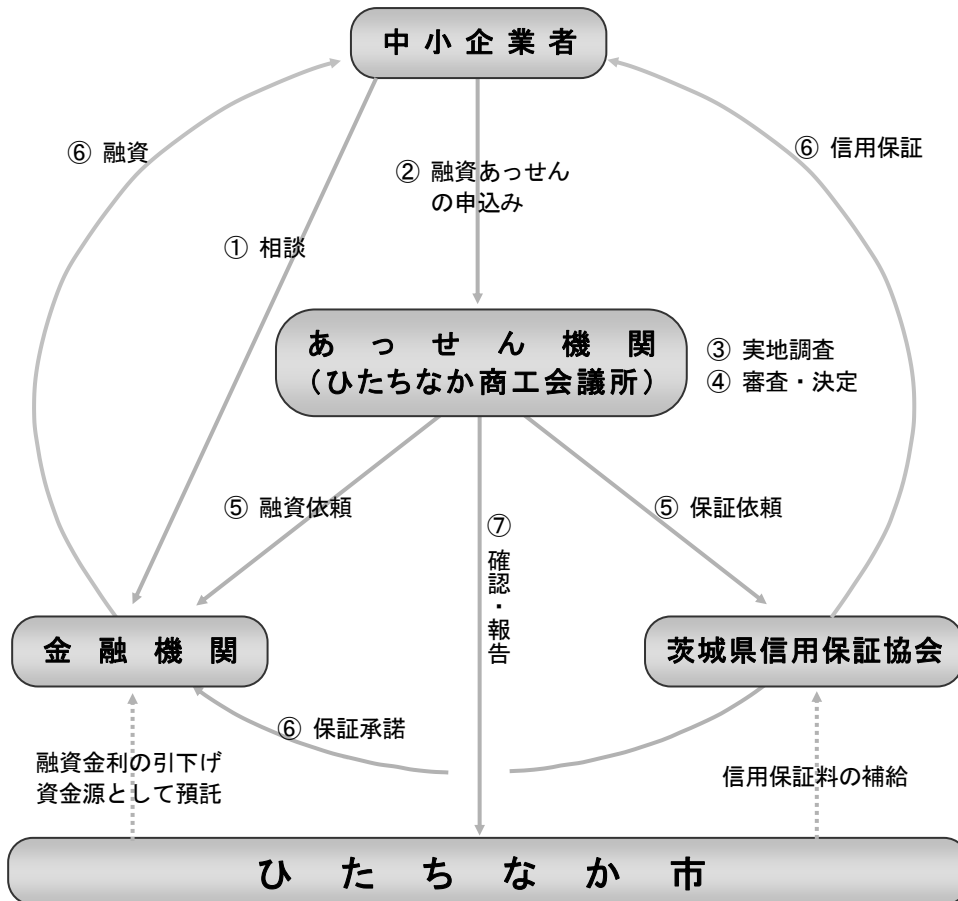 中小企業者
⑥ 融資
⑥ 信用保証
② 融資あっせん
の申込み
① 相談
あっせん機関
（ひたちなか商工会議所）
③ 実地調査
④ 審査・決定
⑤ 融資依頼
⑦
確認・報告
⑤ 保証依頼
金融機関
茨城県信用保証協会
⑥ 保証承諾
融資金利の引下げ
資金源として預託
信用保証料の補給
ひたちなか市